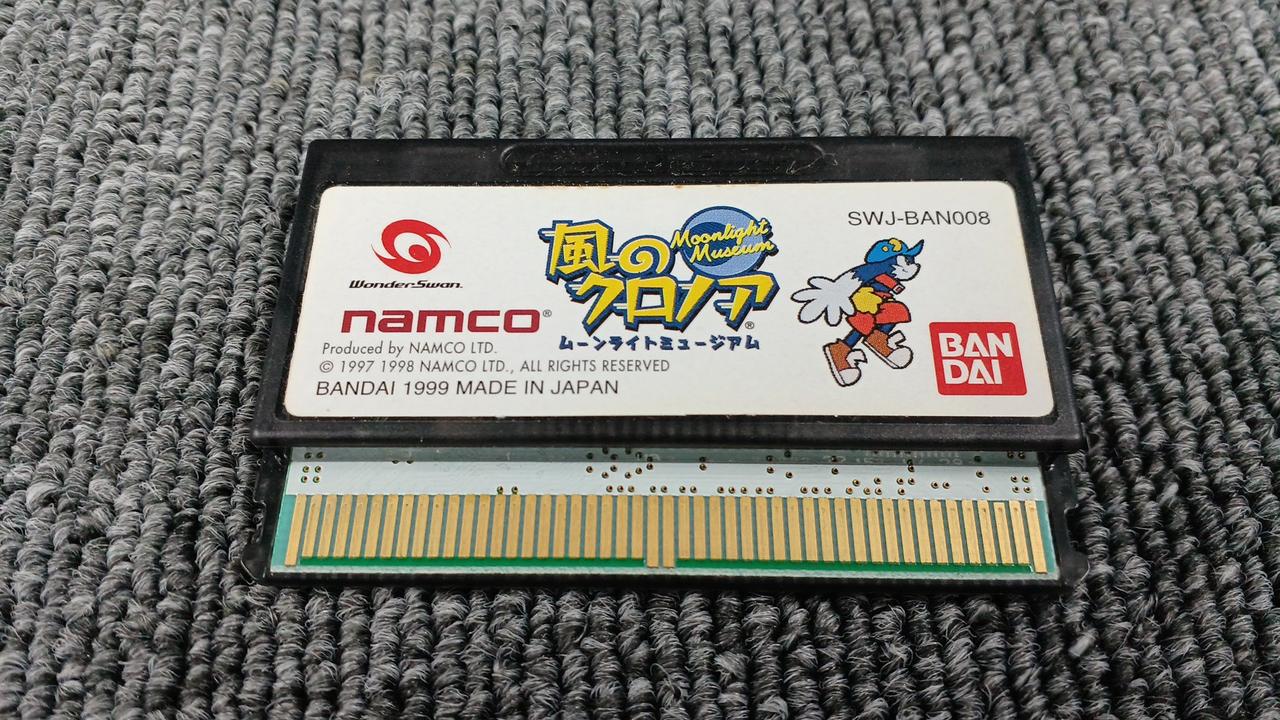 WonderSwan
namco®
Produced by NAMCO LTD.
© 1997 1998 NAMCO LTD., ALL RIGHTS RESERVED
BANDAI 1999 MADE IN JAPAN
風の
クロノア®
Moonlight
Museum
ムーンライトミュージアム
SWJ-BAN008
BAN
DAI